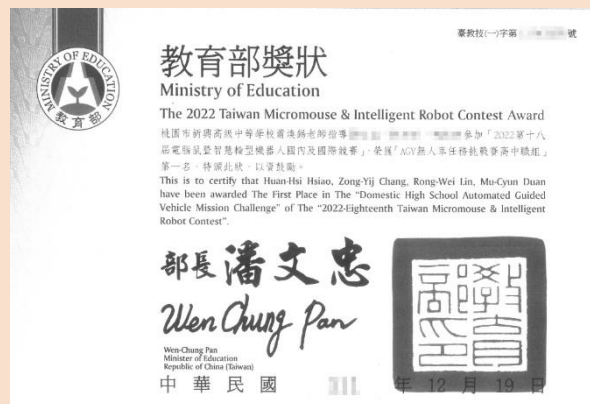 臺教技(一)字第 號
MINISTRY OF EDUCATION
教育部
教育部獎狀
Ministry of Education
The 2022 Taiwan Micromouse & Intelligent Robot Contest Award
桃園市新興高級中等學校蕭渙錫老師指導 參加「2022第十八
屆電腦鼠暨智慧輪型機器人國內及國際競賽」,榮獲「AGV無人車任務挑戰賽高中職組」
第一名,特頒此狀,以資鼓勵。
This is to certify that Huan-Hsi Hsiao, Zong-Yij Chang, Rong-Wei Lin, Mu-Cyun Duan
have been awarded The First Place in The "Domestic High School Automated Guided
Vehicle Mission Challenge" of The "2022-Eighteenth Taiwan Micromouse & Intelligent
Robot Contest".
部長 潘文忠
Wen Chung Pan
Wen-Chung Pan
Minister of Education
Republic of China (Taiwan)
中華民國 111 年 12 月 19 日